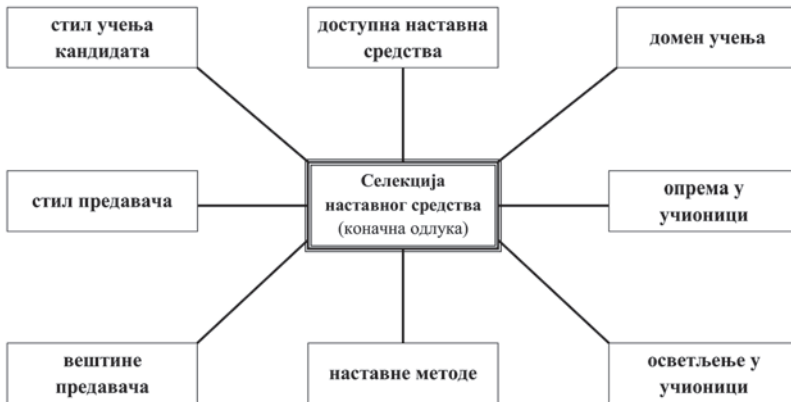 стил учења
кандидата
доступна наставна
средства
домен учења
стил предавача
Селекција
наставног средства
(коначна одлука)
опрема у
учионици
вештине
предавача
наставне методе
осветљење у
учионици